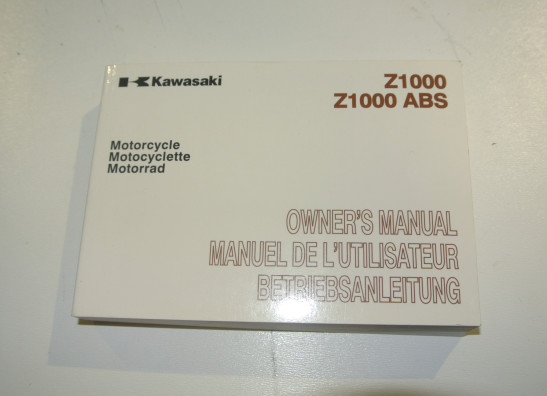 Kawasaki
Z1000
Z1000 ABS
Motorcycle
Motocyclette
Motorrad
OWNER'S MANUAL
MANUEL DE L'UTILISATEUR
BETRIEBSANLEITUNG